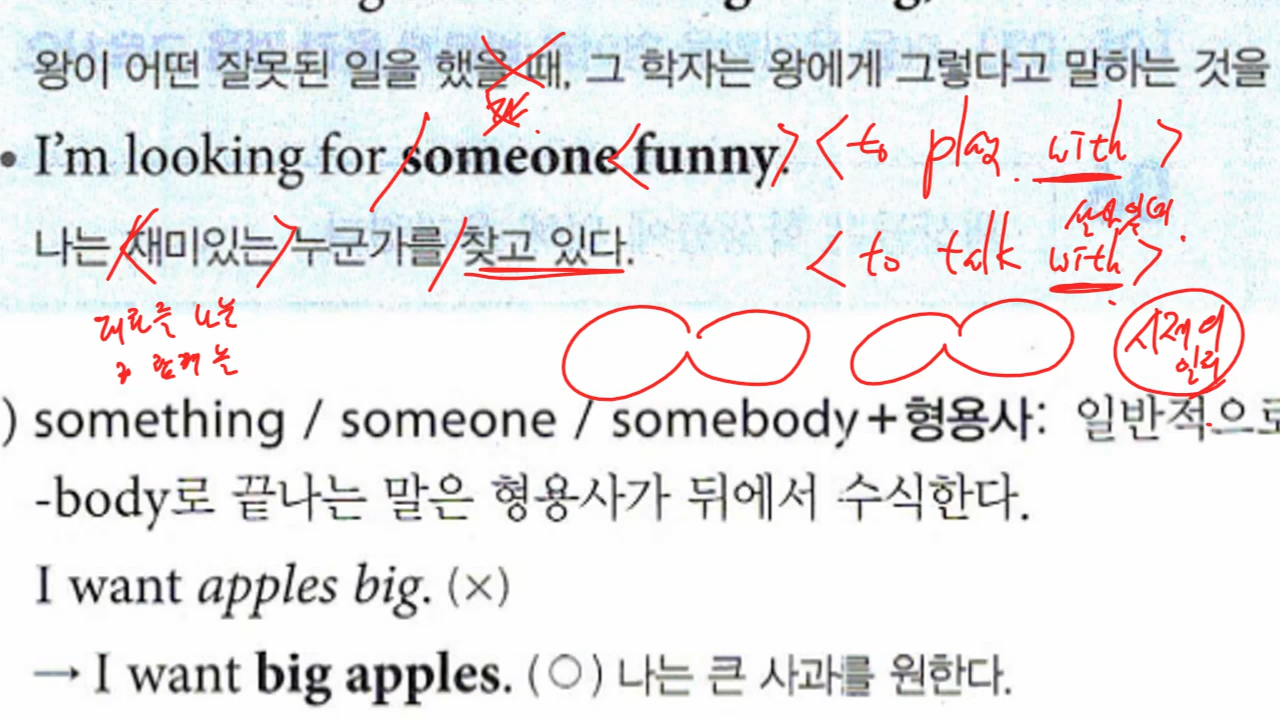 왕이 어떤 잘못된 일을 했을 때, 그 학자는 왕에게 그렇다고 말하는 것을
• I'm looking for someone funny. to play with
나는 재미있는 누군가를 찾고 있다.
to talk with
시제의
일치
) something / someone / somebody+형용사: 일반적으로
-body로 끝나는 말은 형용사가 뒤에서 수식한다.
I want apples big. (×)
→ I want big apples. (○) 나는 큰 사과를 원한다.